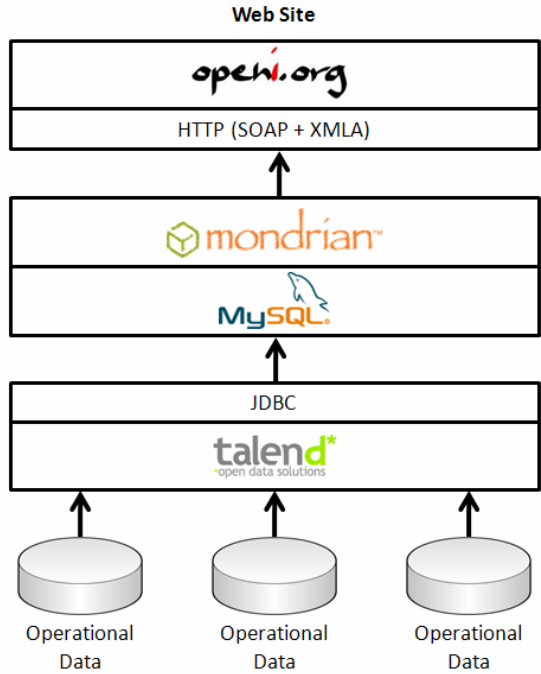 Web Site
openi.org
HTTP (SOAP + XMLA)
mondrian™
MySQL®
JDBC
talend*
*open data solutions
Operational
Data
Operational
Data
Operational
Data